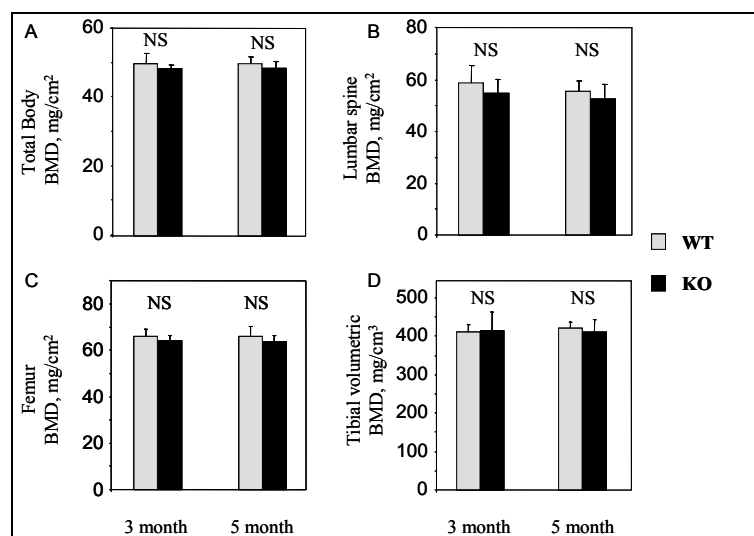 A
NS
NS
60
40
20
0
Total Body
BMD, mg/cm²
B
NS
NS
80
60
40
20
0
Lumbar spine
BMD, mg/cm²
WT
KO
C
NS
NS
80
60
40
20
0
Femur
BMD, mg/cm²
3 month
5 month
D
NS
NS
500
400
300
200
100
0
Tibial volumetric
BMD, mg/cm³
3 month
5 month